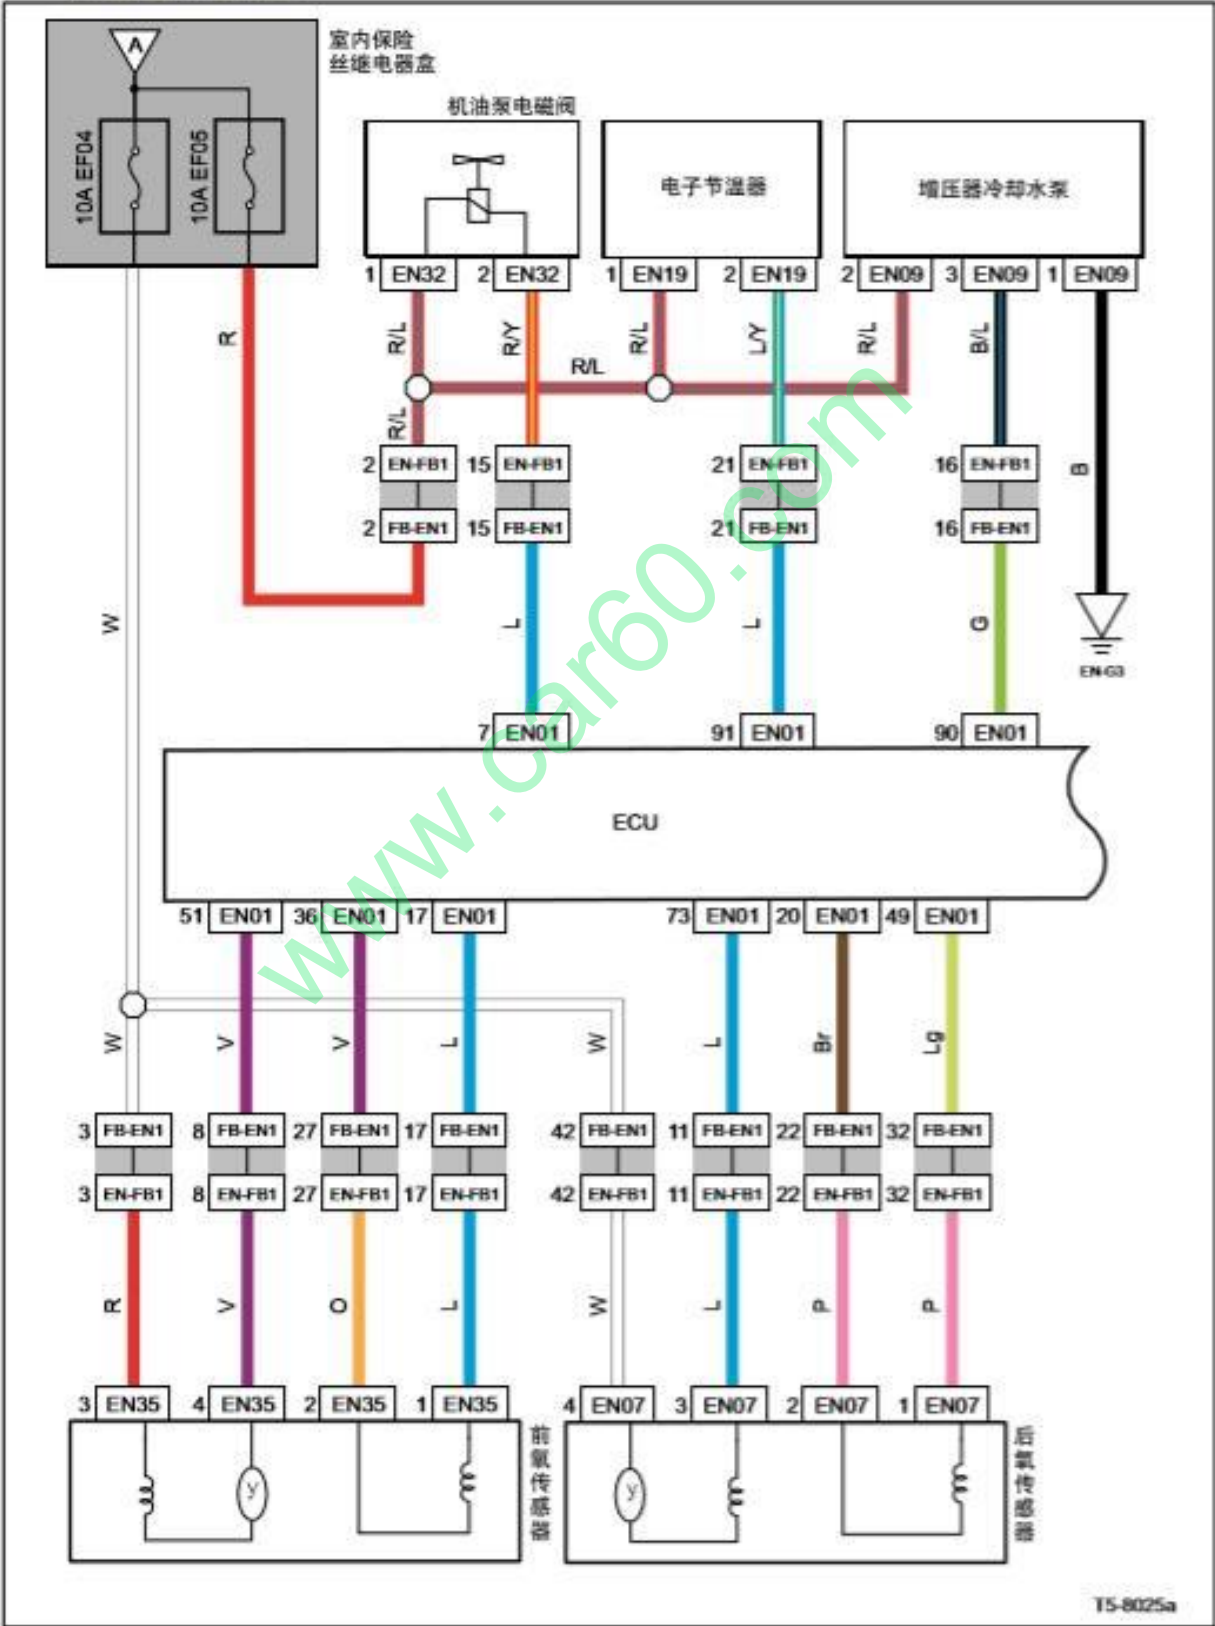 A
室内保险
丝继电器盒
10A EF04
10A EF05
机油泵电磁阀
电子节温器
增压器冷却水泵
1 EN32 2 EN32 1 EN19 2 EN19 2 EN09 3 EN09 1 EN09
R R/L R/Y R/L L/Y R/L B/L
R/L
R/L
2 EN-FB1 15 EN-FB1 21 EN-FB1 16 EN-FB1 B
2 FB-EN1 15 FB-EN1 21 FB-EN1 16 FB-EN1
W L L G
EN-G3
7 EN01 91 EN01 90 EN01
ECU
51 EN01 36 EN01 17 EN01 73 EN01 20 EN01 49 EN01
W V V L W L Br Lg
3 FB-EN1 8 FB-EN1 27 FB-EN1 17 FB-EN1 42 FB-EN1 11 FB-EN1 22 FB-EN1 32 FB-EN1
3 EN-FB1 8 EN-FB1 27 EN-FB1 17 EN-FB1 42 EN-FB1 11 EN-FB1 22 EN-FB1 32 EN-FB1
R V O L W L P P
3 EN35 4 EN35 2 EN35 1 EN35 4 EN07 3 EN07 2 EN07 1 EN07
y
前氧传感器
y
后氧传感器
T5-8025a
www.car60.com